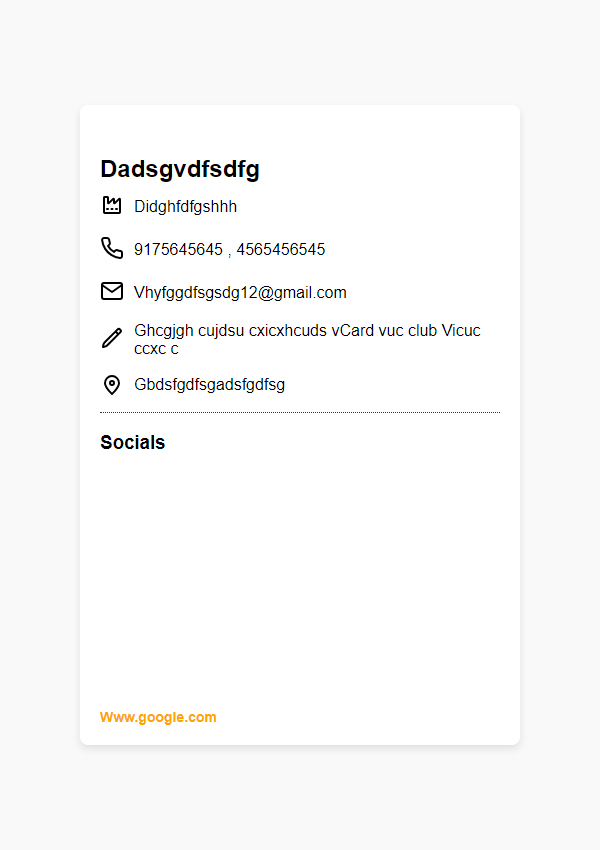 Dadsgvdfsdfg
Didghfdfgshhh
9175645645 , 4565456545
Vhyfggdfsgsdg12@gmail.com
Ghcgjgh cujdsu cxicxhcuds vCard vuc club Vicuc
ccxc c
Gbdsfgdfsgadsfgdfsg
Socials
Www.google.com